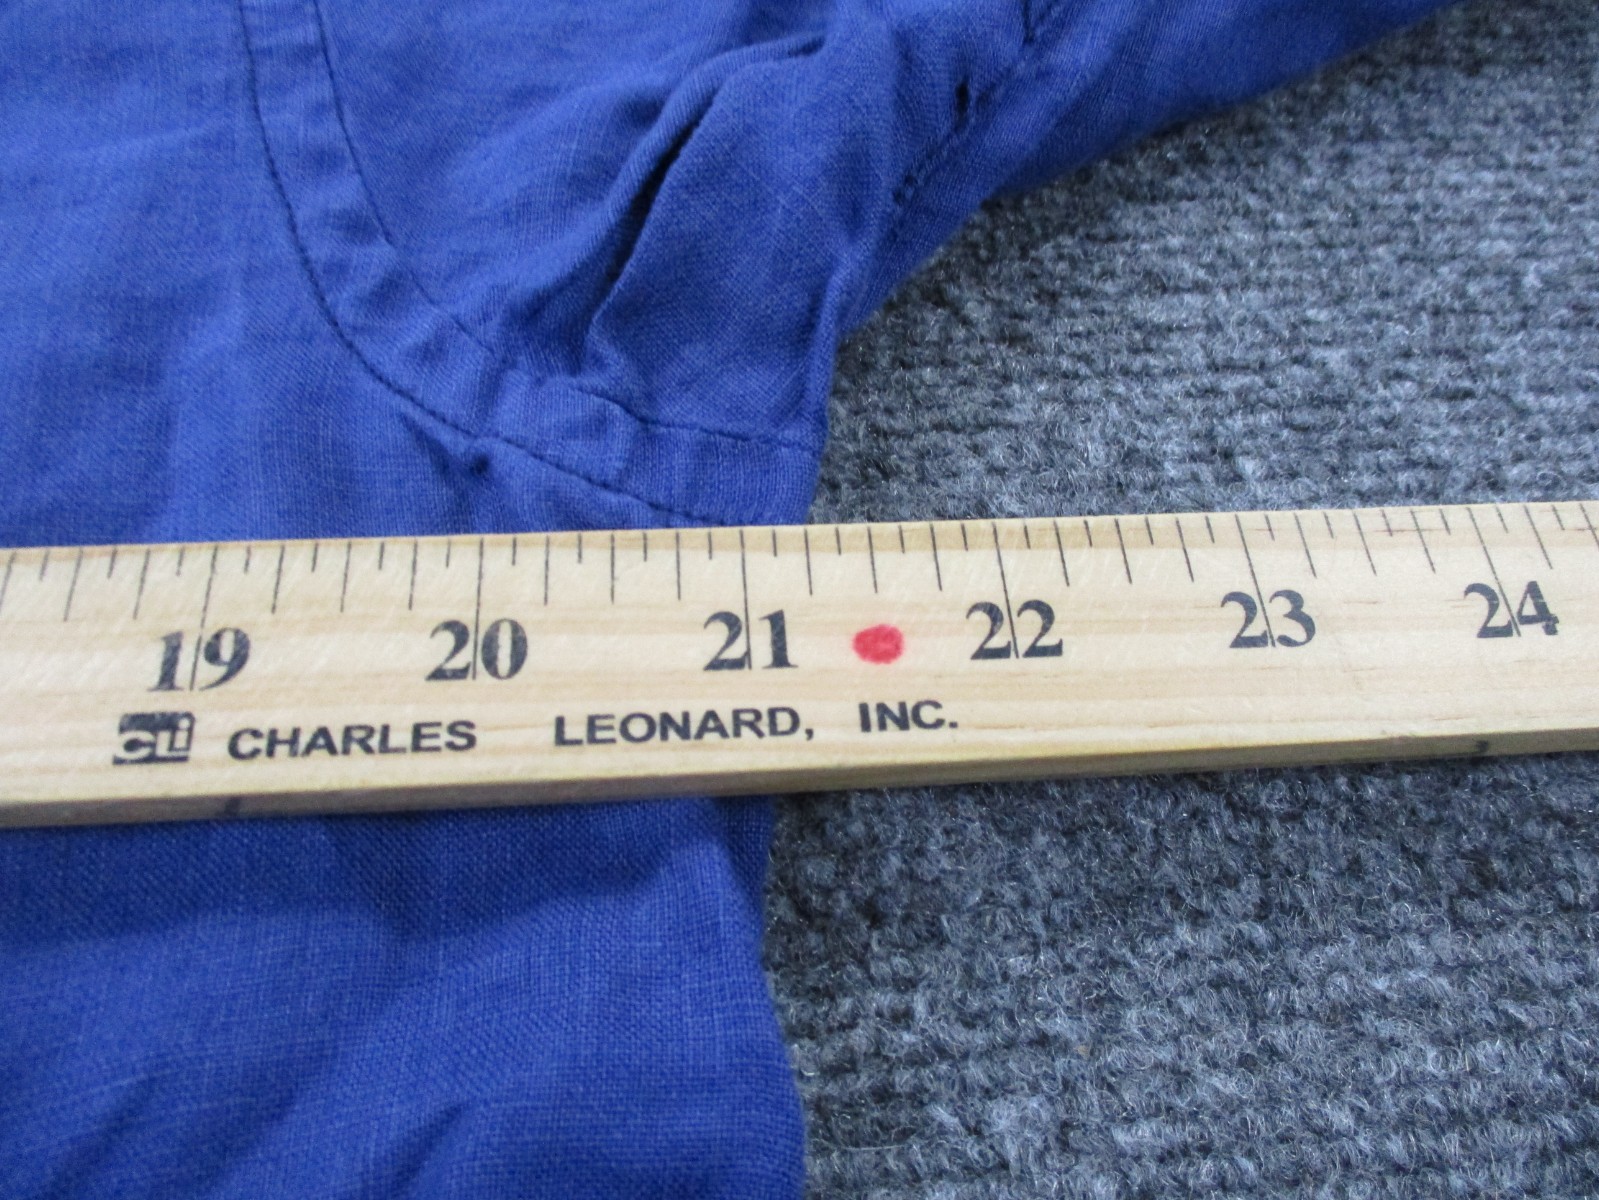 19 20 21 22 23 24
CLi CHARLES LEONARD, INC.